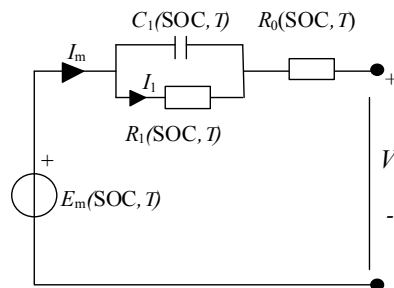 C₁(SOC, T)
R₀(SOC, T)
Iₘ
I₁
R₁(SOC, T)
+
+
V
Eₘ(SOC, T)
-